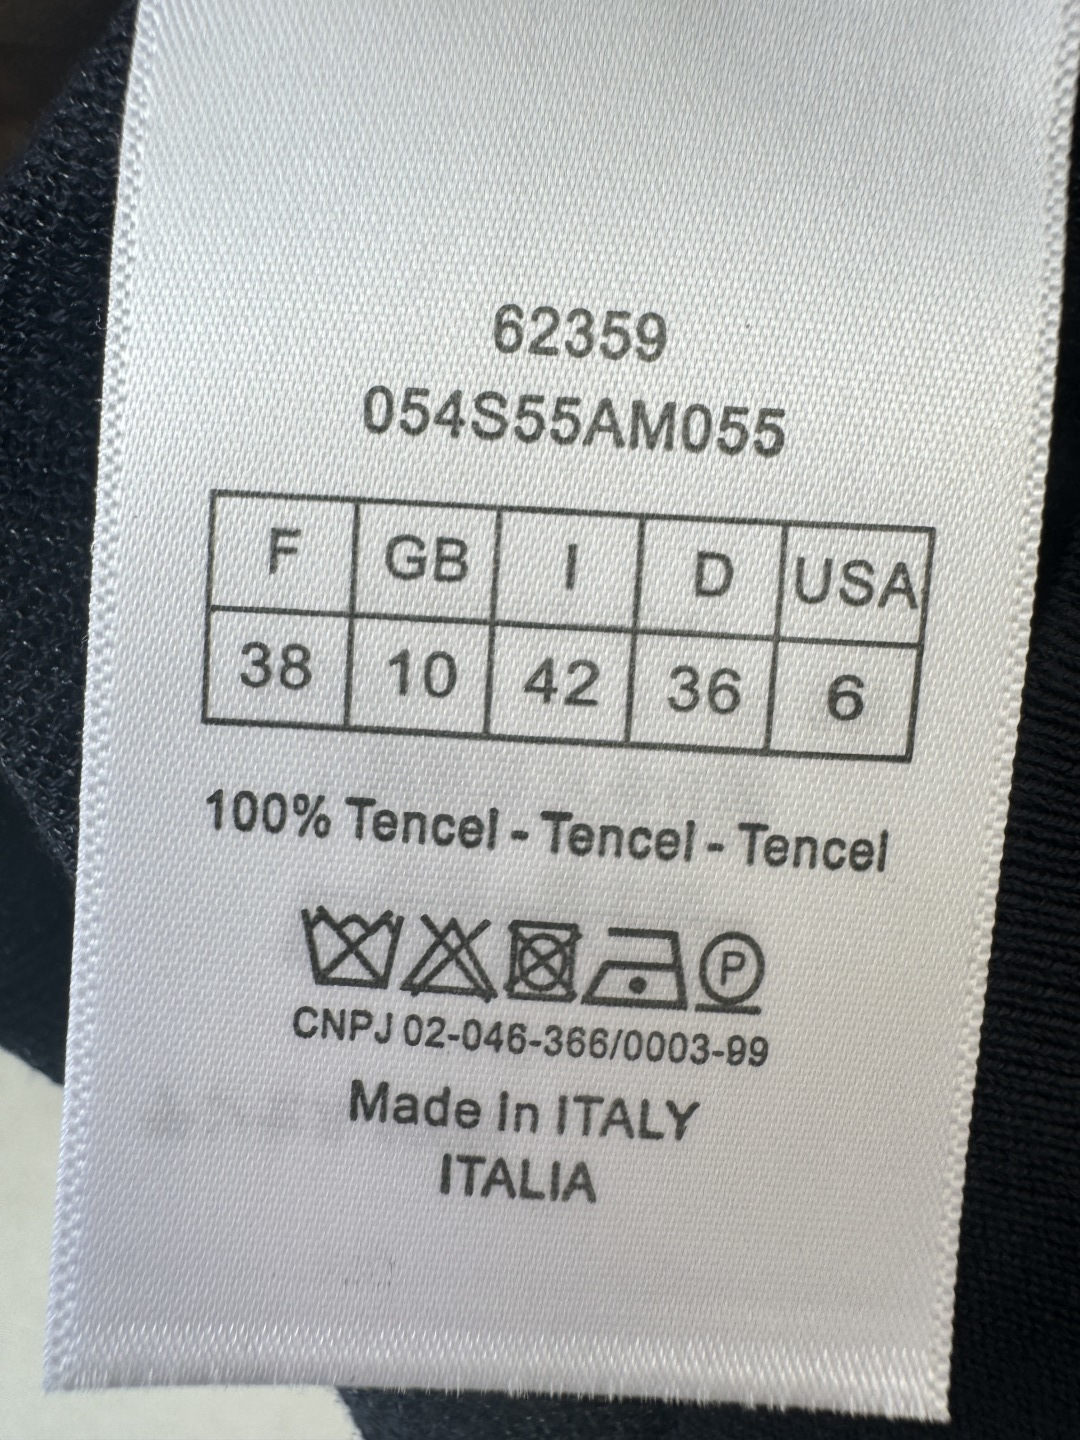 62359
054S55AM055
F GB I D USA
38 10 42 36 6
100% Tencel - Tencel - Tencel
P
CNPJ 02-046-366/0003-99
Made In ITALY
ITALIA